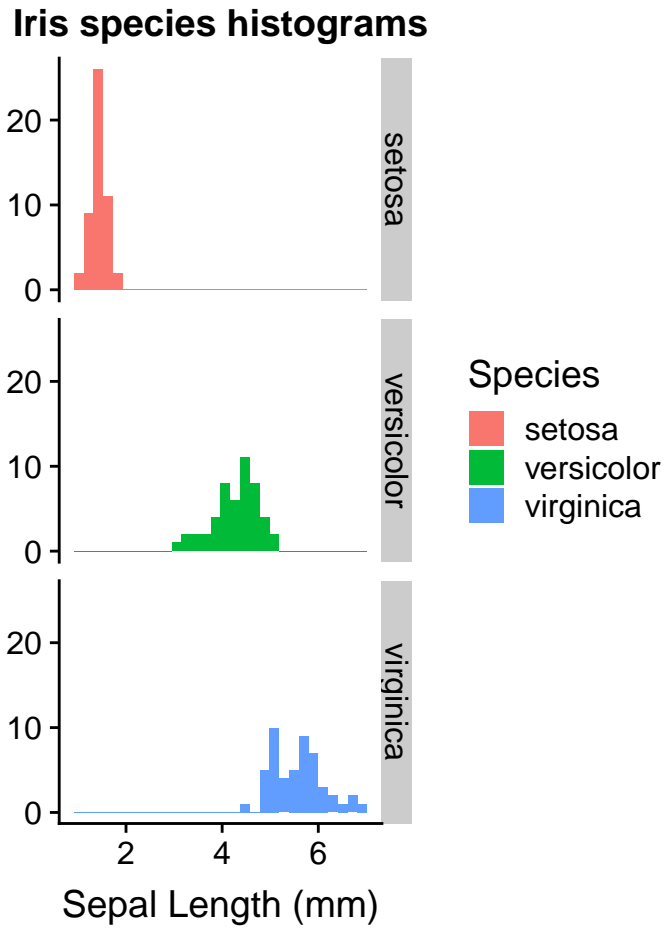 Iris species histograms
20
10
0
setosa
20
10
0
versicolor
20
10
0
virginica
2 4 6
Sepal Length (mm)
Species
setosa
versicolor
virginica